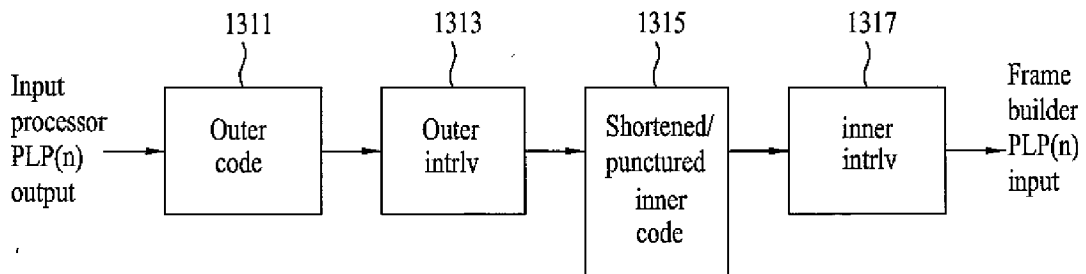 1311
1313
1315
1317
Input
processor
PLP(n)
output
Outer
code
Outer
intrlv
Shortened/
punctured
inner
code
inner
intrlv
Frame
builder
PLP(n)
input